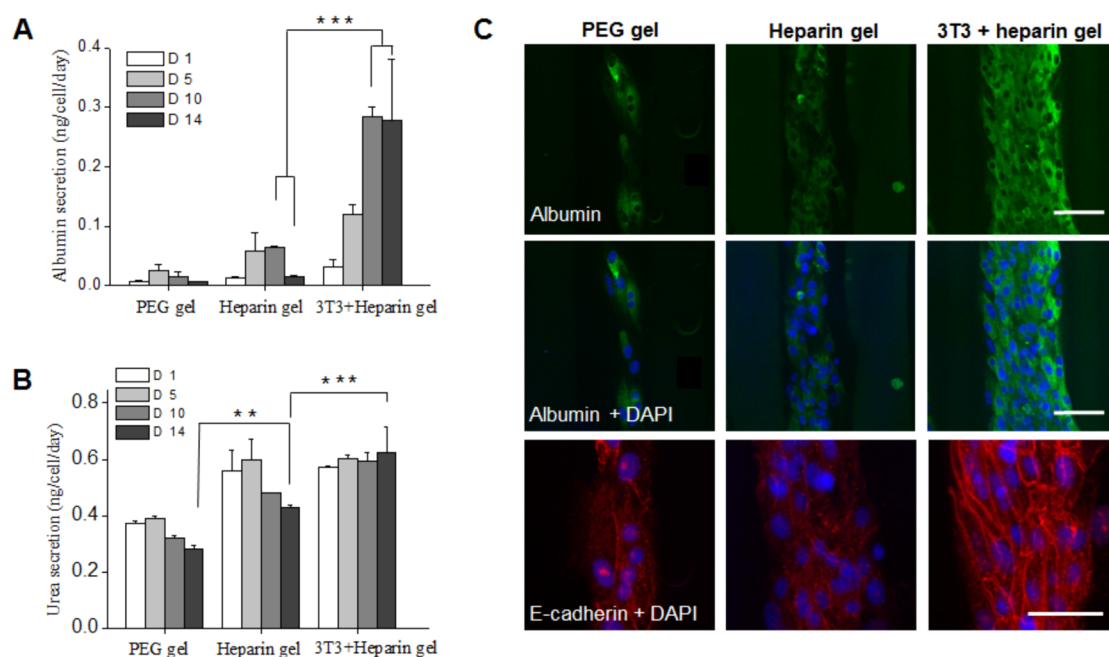 A
Albumin secretion (ng/cell/day)
0.4
0.3
0.2
0.1
0.0
D 1
D 5
D 10
D 14
***
PEG gel
Heparin gel
3T3+Heparin gel
B
Urea secretion (ng/cell/day)
0.8
0.6
0.4
0.2
0.0
D 1
D 5
D 10
D 14
**
***
PEG gel
Heparin gel
3T3+Heparin gel
C
PEG gel
Heparin gel
3T3 + heparin gel
Albumin
Albumin + DAPI
E-cadherin + DAPI